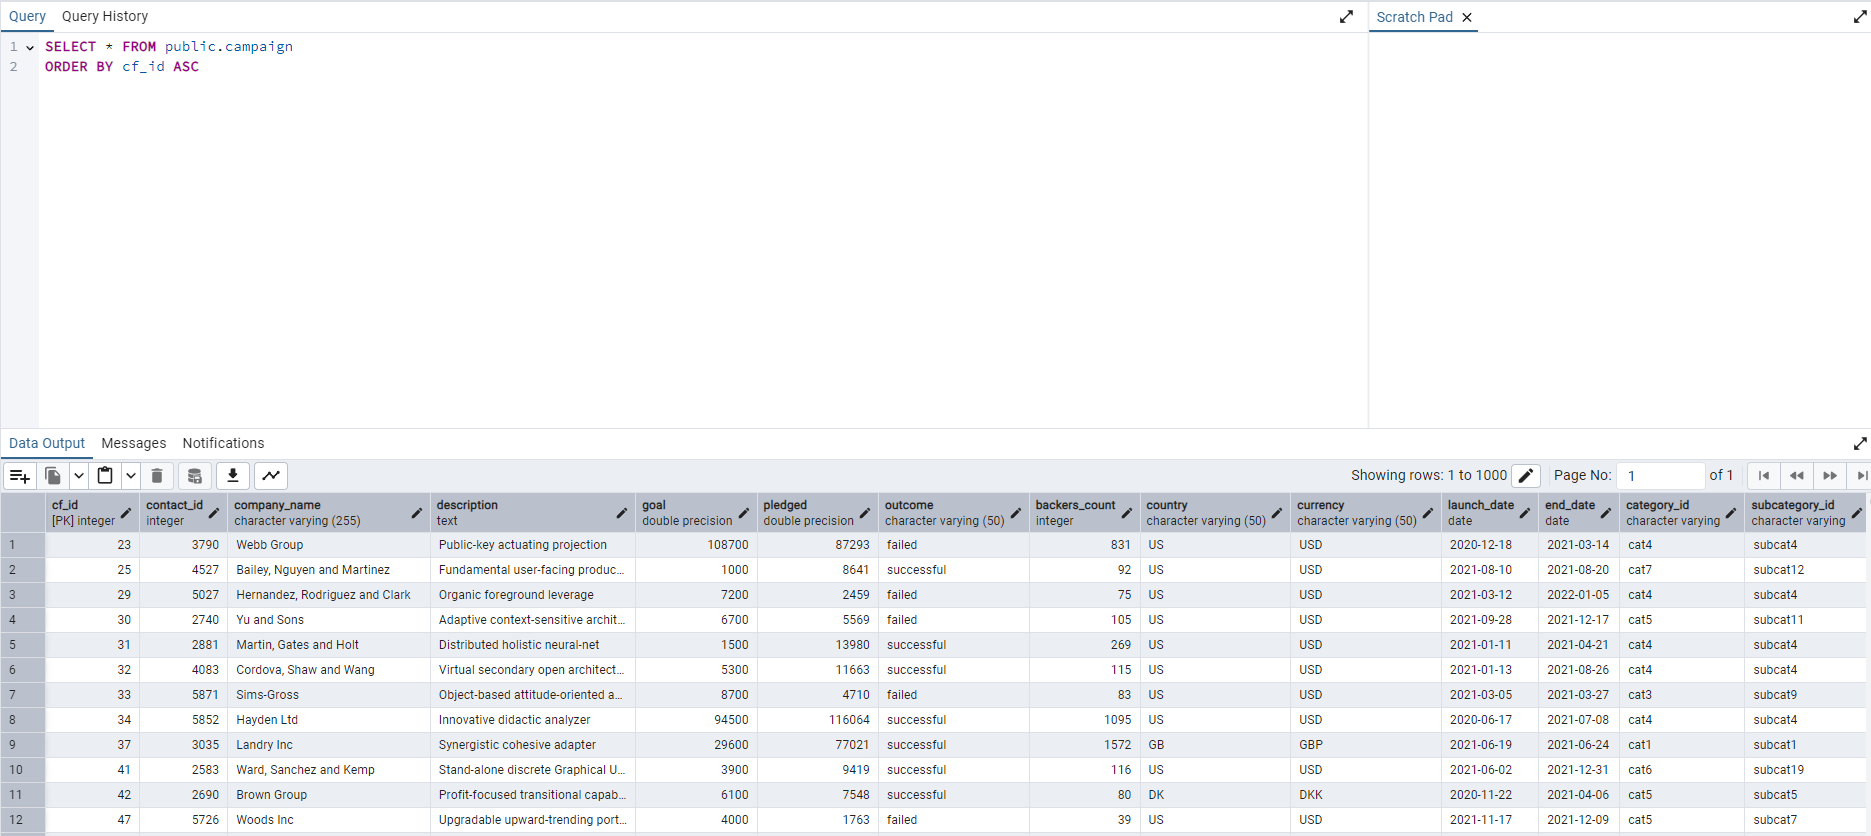 Query Query History Scratch Pad
1 SELECT * FROM public.campaign
2 ORDER BY cf_id ASC
Data Output Messages Notifications
Showing rows: 1 to 1000 Page No: 1 of 1
cf_id contact_id company_name description goal pledged outcome backers_count country currency launch_date end_date category_id subcategory_id
[PK] integer integer character varying (255) text double precision double precision character varying (50) integer character varying (50) character varying (50) date date character varying character varying
1 23 3790 Webb Group Public-key actuating projection 108700 87293 failed 831 US USD 2020-12-18 2021-03-14 cat4 subcat4
2 25 4527 Bailey, Nguyen and Martinez Fundamental user-facing produc… 1000 8641 successful 92 US USD 2021-08-10 2021-08-20 cat7 subcat12
3 29 5027 Hernandez, Rodriguez and Clark Organic foreground leverage 7200 2459 failed 75 US USD 2021-03-12 2022-01-05 cat4 subcat4
4 30 2740 Yu and Sons Adaptive context-sensitive archit… 6700 5569 failed 105 US USD 2021-09-28 2021-12-17 cat5 subcat11
5 31 2881 Martin, Gates and Holt Distributed holistic neural-net 1500 13980 successful 269 US USD 2021-01-11 2021-04-21 cat4 subcat4
6 32 4083 Cordova, Shaw and Wang Virtual secondary open architect… 5300 11663 successful 115 US USD 2021-01-13 2021-08-26 cat4 subcat4
7 33 5871 Sims-Gross Object-based attitude-oriented a… 8700 4710 failed 83 US USD 2021-03-05 2021-03-27 cat3 subcat9
8 34 5852 Hayden Ltd Innovative didactic analyzer 94500 116064 successful 1095 US USD 2020-06-17 2021-07-08 cat4 subcat4
9 37 3035 Landry Inc Synergistic cohesive adapter 29600 77021 successful 1572 GB GBP 2021-06-19 2021-06-24 cat1 subcat1
10 41 2583 Ward, Sanchez and Kemp Stand-alone discrete Graphical U… 3900 9419 successful 116 US USD 2021-06-02 2021-12-31 cat6 subcat19
11 42 2690 Brown Group Profit-focused transitional capab… 6100 7548 successful 80 DK DKK 2020-11-22 2021-04-06 cat5 subcat5
12 47 5726 Woods Inc Upgradable upward-trending port… 4000 1763 failed 39 US USD 2021-11-17 2021-12-09 cat5 subcat7